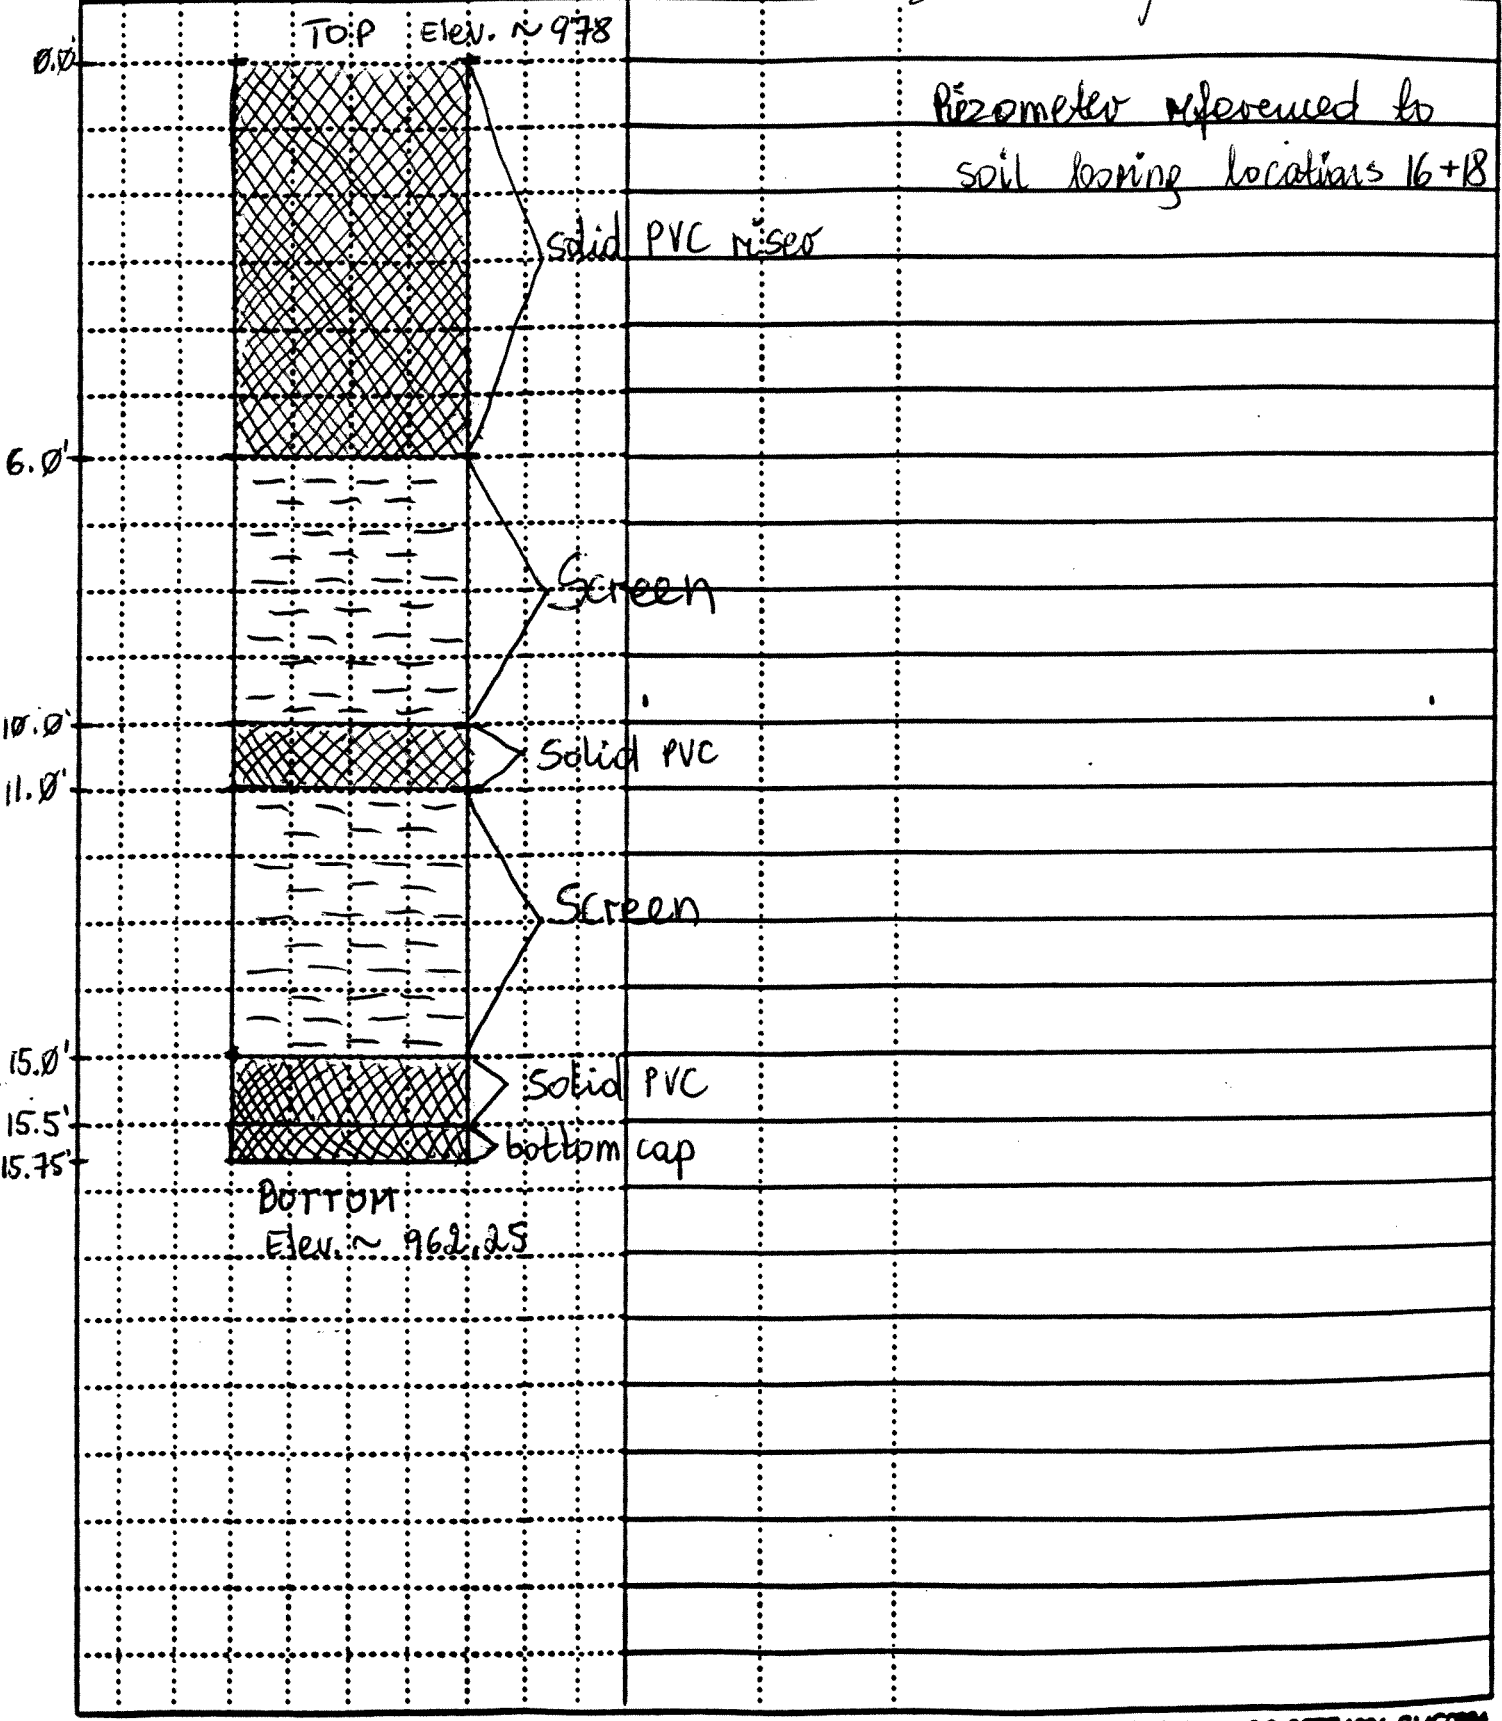 TOP Elev. ~ 978
0.0'
Piezometer referenced to
soil boring locations 16+18
solid PVC riser
6.0'
Screen
10.0'
Solid PVC
11.0'
Screen
15.0'
Solid PVC
15.5'
bottom cap
15.75'
BOTTOM
Elev. ~ 962.25